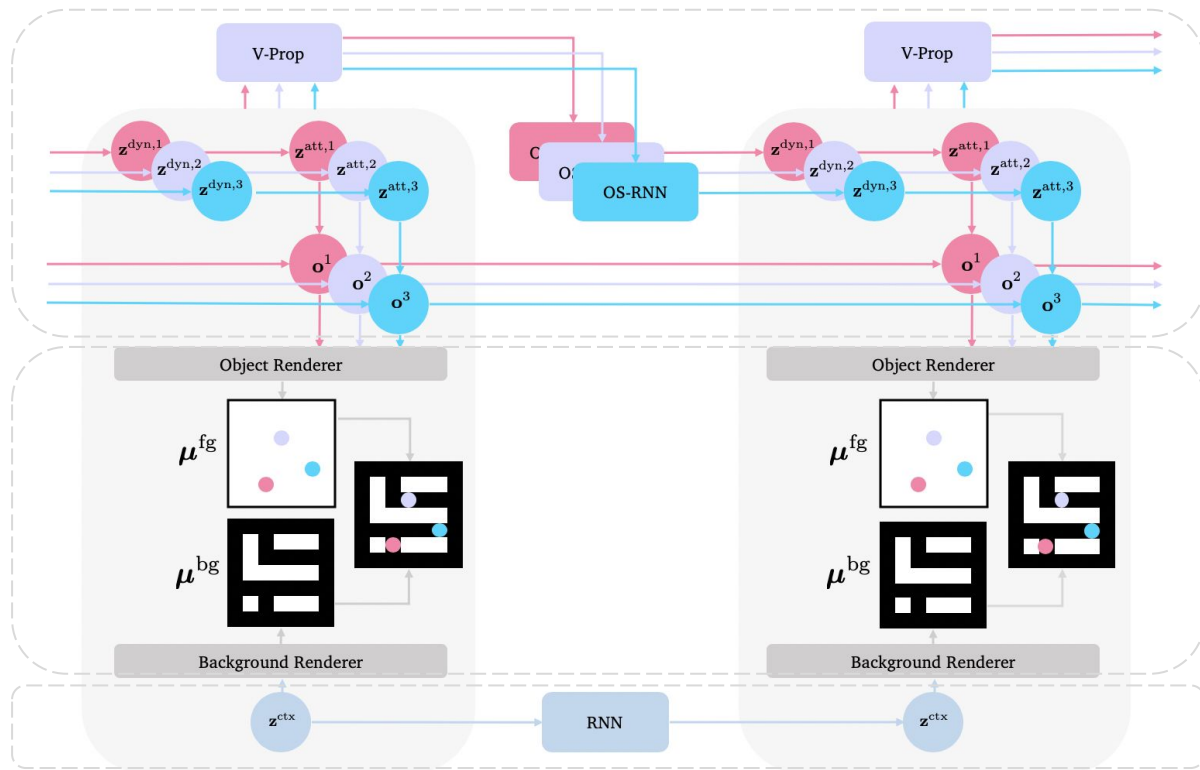 V-Prop
V-Prop
z^dyn,1
z^dyn,2
z^dyn,3
z^att,1
z^att,2
z^att,3
O
OS
OS-RNN
z^dyn,1
z^dyn,2
z^dyn,3
z^att,1
z^att,2
z^att,3
o^1
o^2
o^3
o^1
o^2
o^3
Object Renderer
Object Renderer
μ^fg
μ^fg
μ^bg
μ^bg
Background Renderer
Background Renderer
z^ctx
RNN
z^ctx